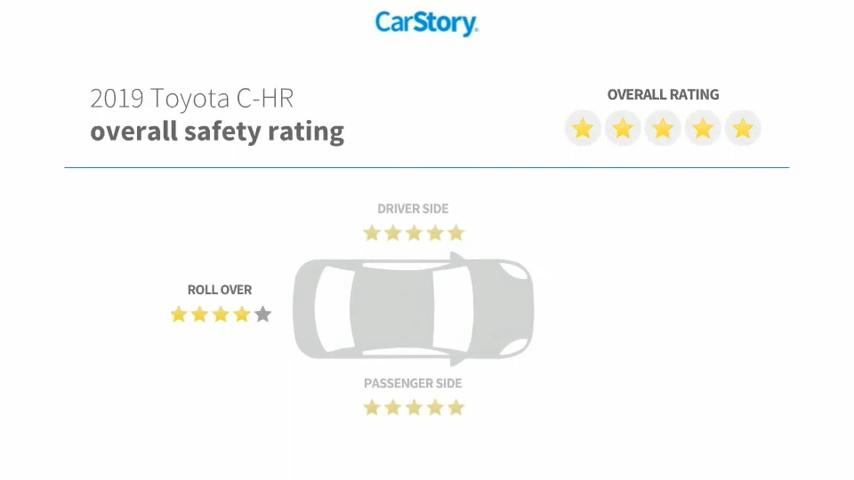 CarStory
2019 Toyota C-HR
overall safety rating
OVERALL RATING
DRIVER SIDE
ROLL OVER
PASSENGER SIDE